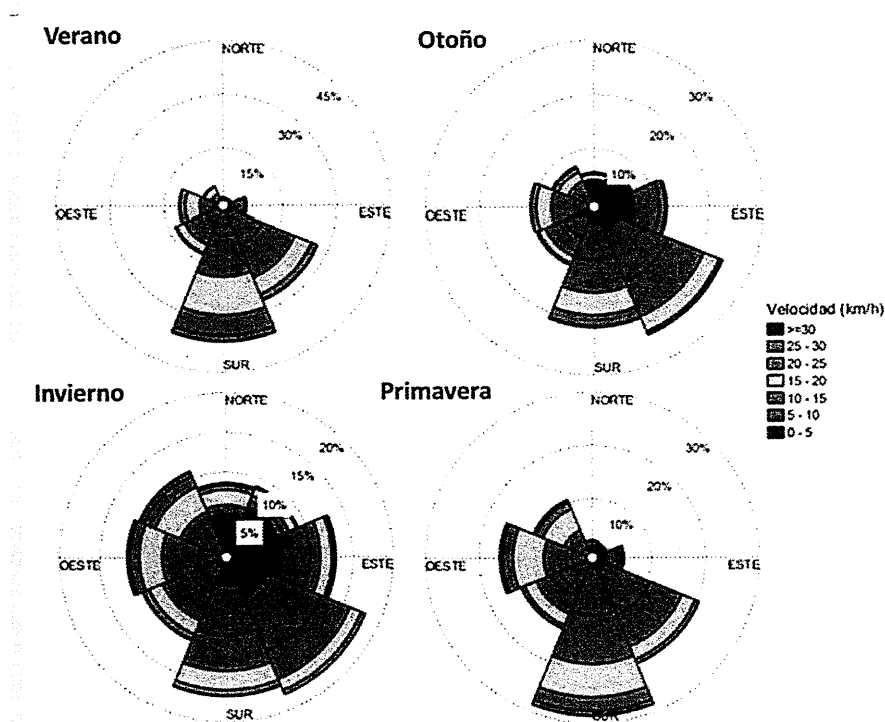 Verano
NORTE
45%
30%
15%
OESTE
ESTE
SUR
Otoño
NORTE
30%
20%
10%
OESTE
ESTE
SUR
Velocidad (km/h)
>=30
25 - 30
20 - 25
15 - 20
10 - 15
5 - 10
0 - 5
Invierno
NORTE
20%
15%
10%
5%
OESTE
ESTE
SUR
Primavera
NORTE
30%
20%
10%
OESTE
ESTE
SUR